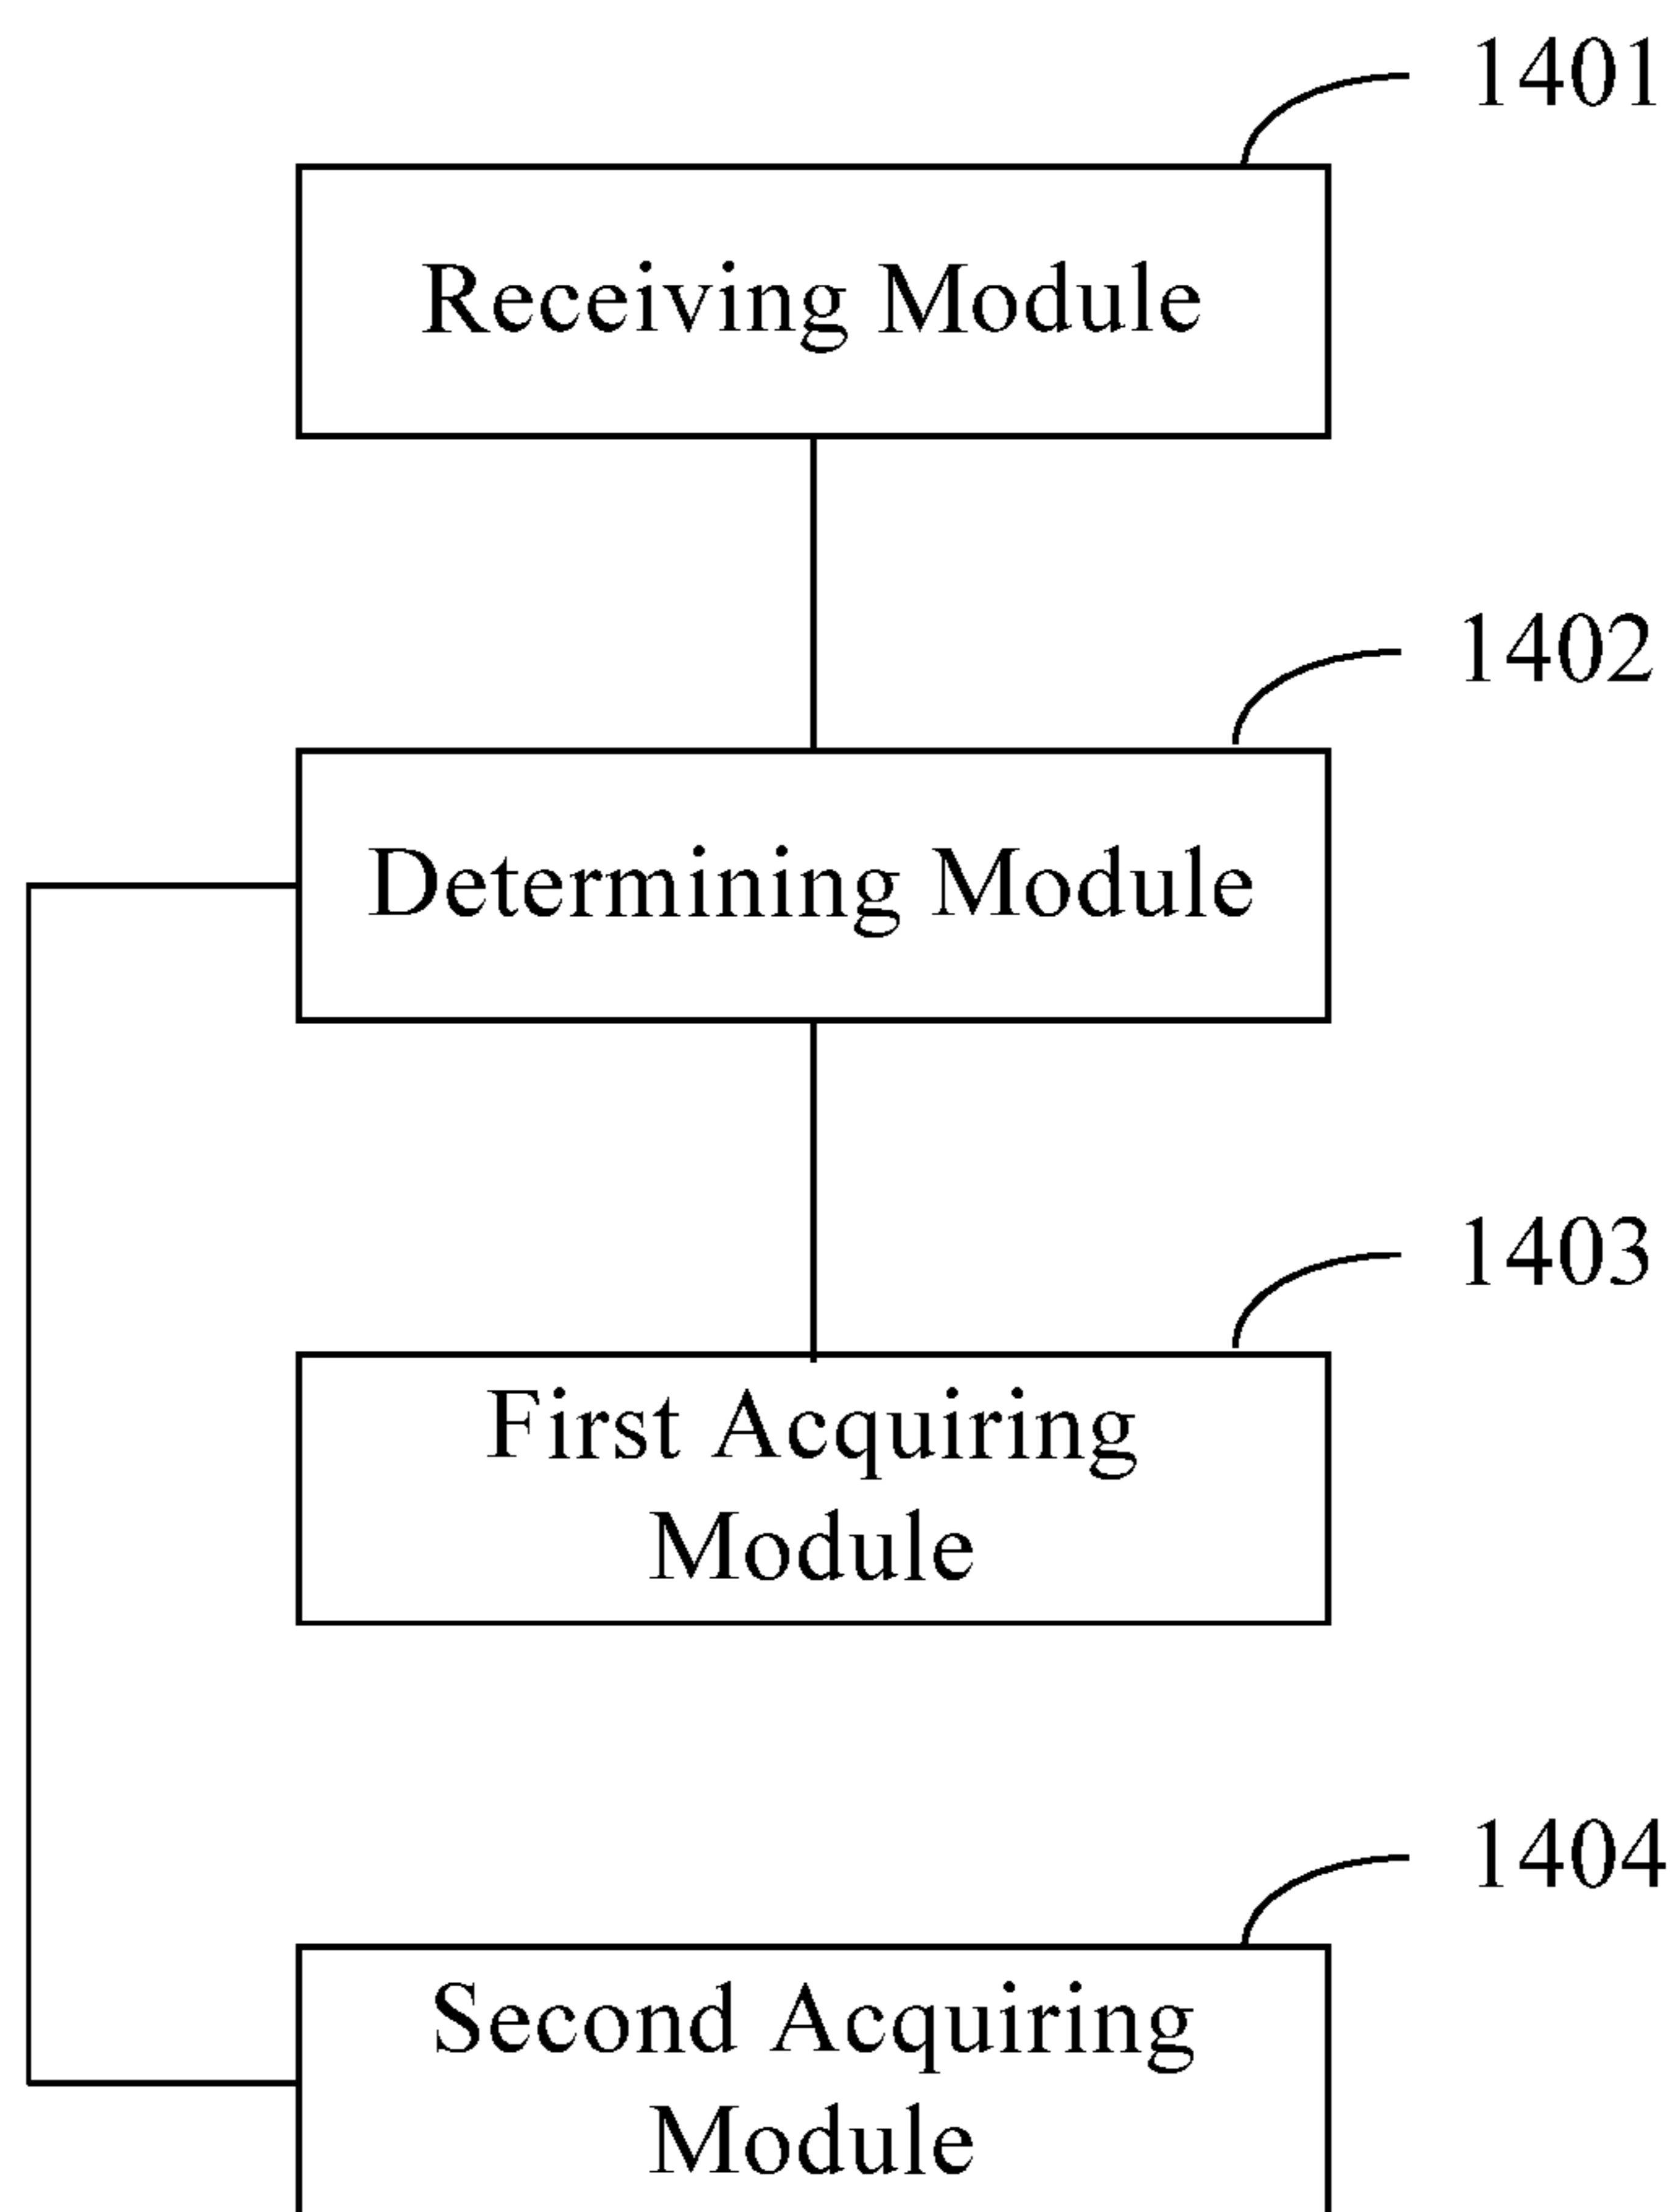 1401
Receiving Module
1402
Determining Module
1403
First Acquiring
Module
1404
Second Acquiring
Module